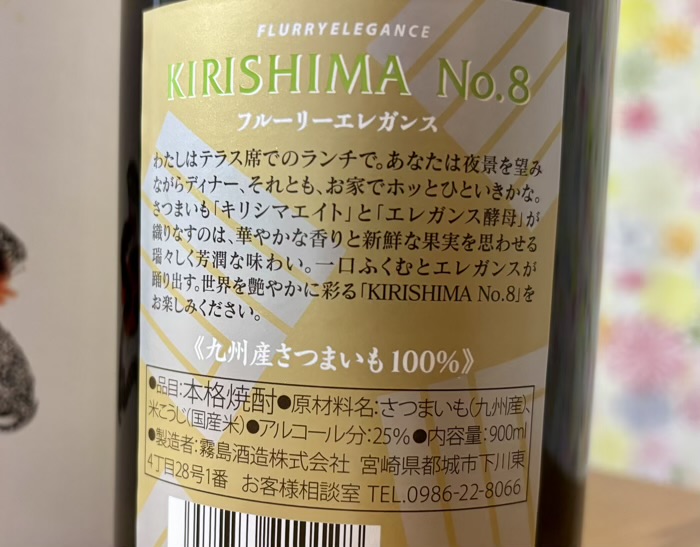 FLURRYELEGANCE
KIRISHIMA No.8
フルーリーエレガンス
わたしはテラス席でのランチで。あなたは夜景を望み
ながらディナー、それとも、お家でホッとひといきかな。
さつまいも「キリシマエイト」と「エレガンス酵母」が
織りなすのは、華やかな香りと新鮮な果実を思わせる
瑞々しく芳潤な味わい。一口ふくむとエレガンスが
踊り出す。世界を艶やかに彩る「KIRISHIMA No.8」を
お楽しみください。
《九州産さつまいも100%》
●品目:本格焼酎●原材料名:さつまいも(九州産)、
米こうじ(国産米)●アルコール分:25%●内容量:900ml
●製造者:霧島酒造株式会社 宮崎県都城市下川東
4丁目28号1番 お客様相談室 TEL.0986-22-8066